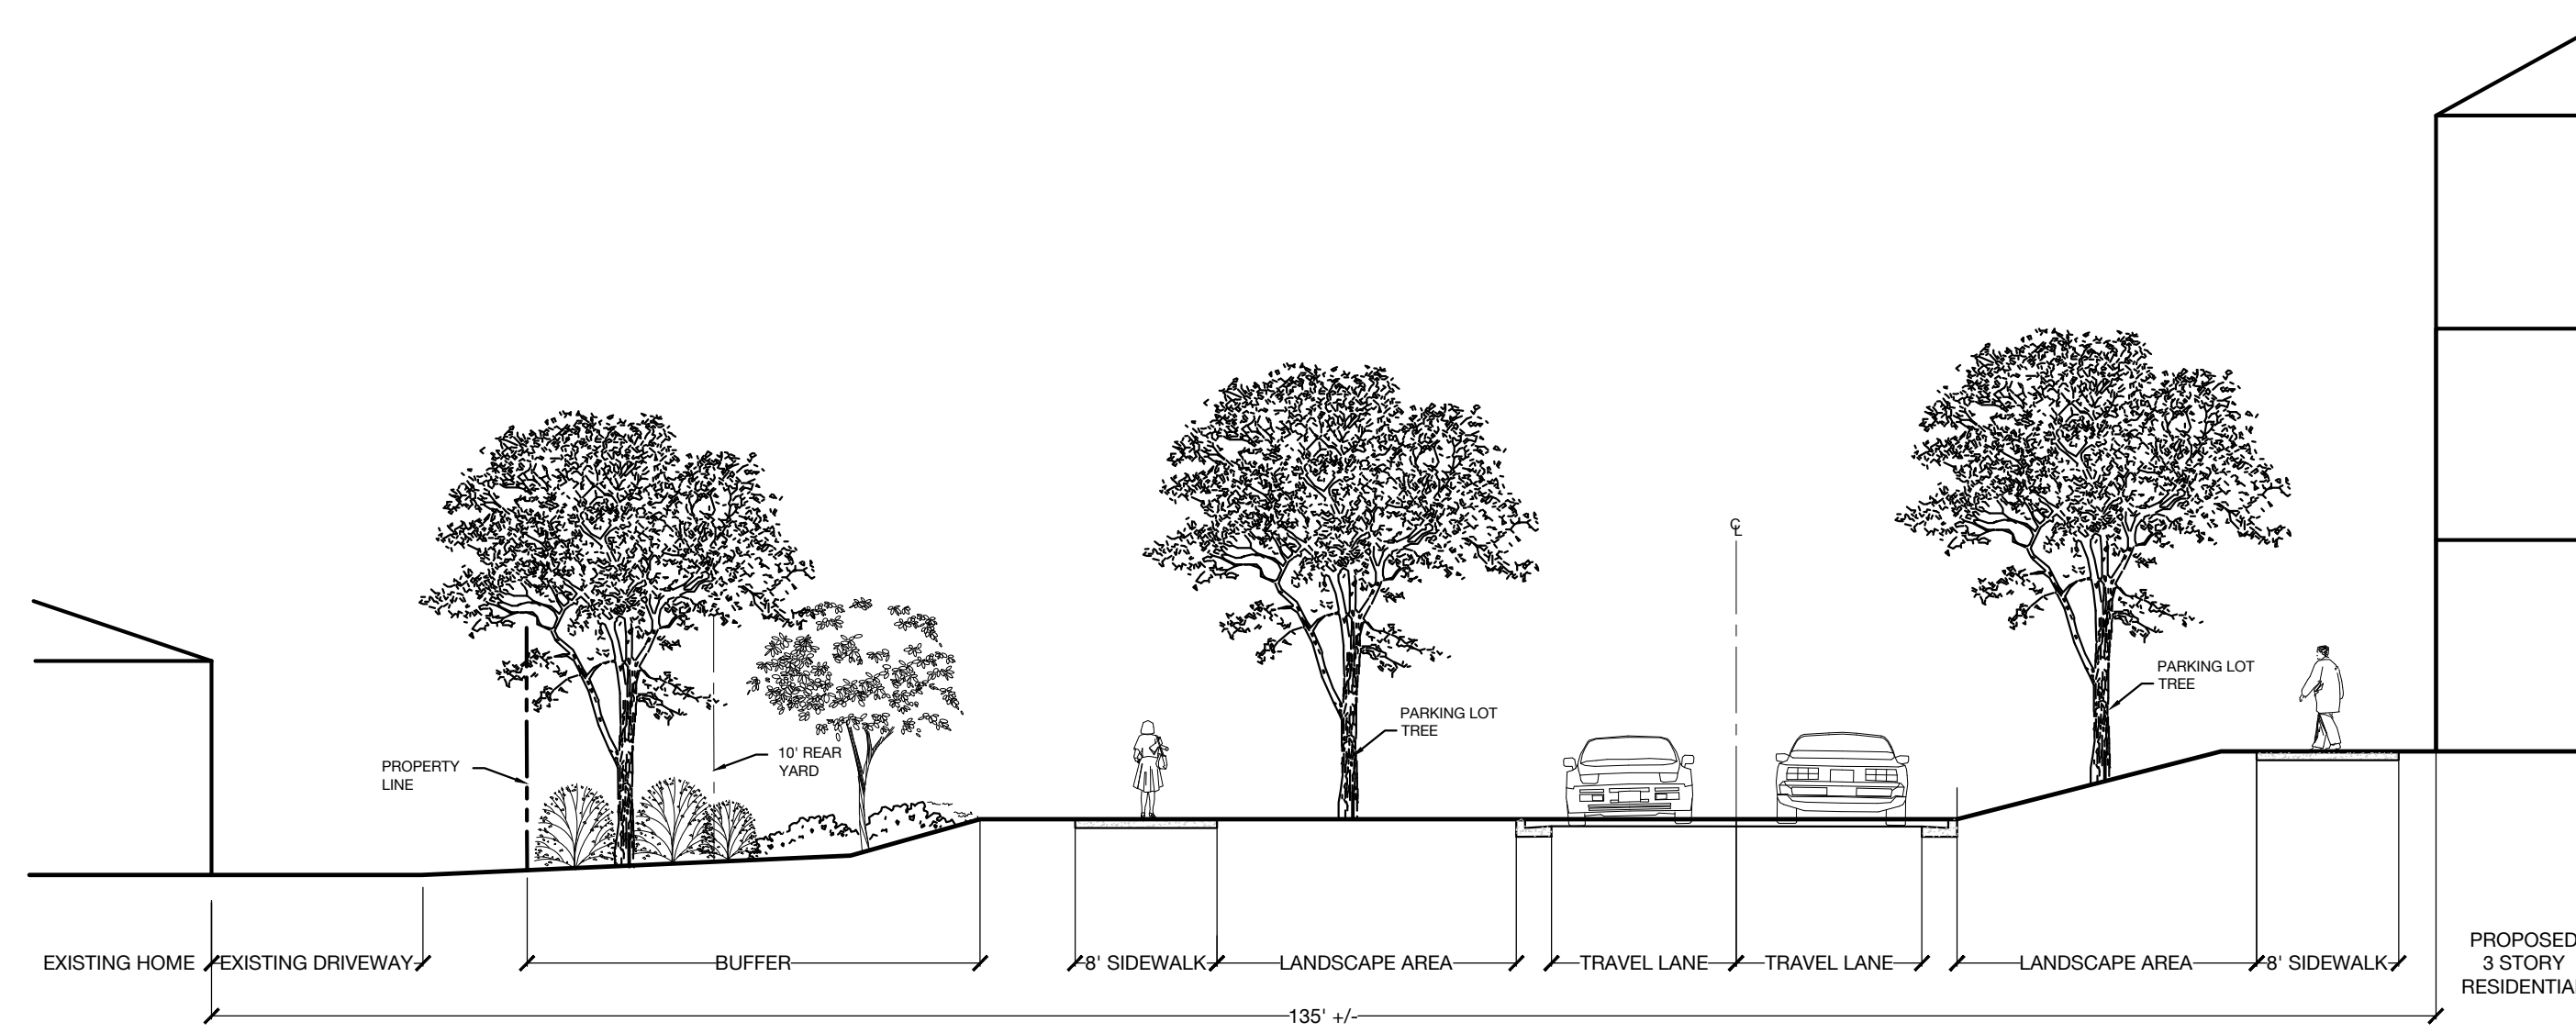 ℄
PARKING LOT
TREE
PARKING LOT
TREE
10' REAR
YARD
PROPERTY
LINE
EXISTING HOME
EXISTING DRIVEWAY
BUFFER
8' SIDEWALK
LANDSCAPE AREA
TRAVEL LANE
TRAVEL LANE
LANDSCAPE AREA
8' SIDEWALK
PROPOSED
3 STORY
RESIDENTIAL
135' +/-